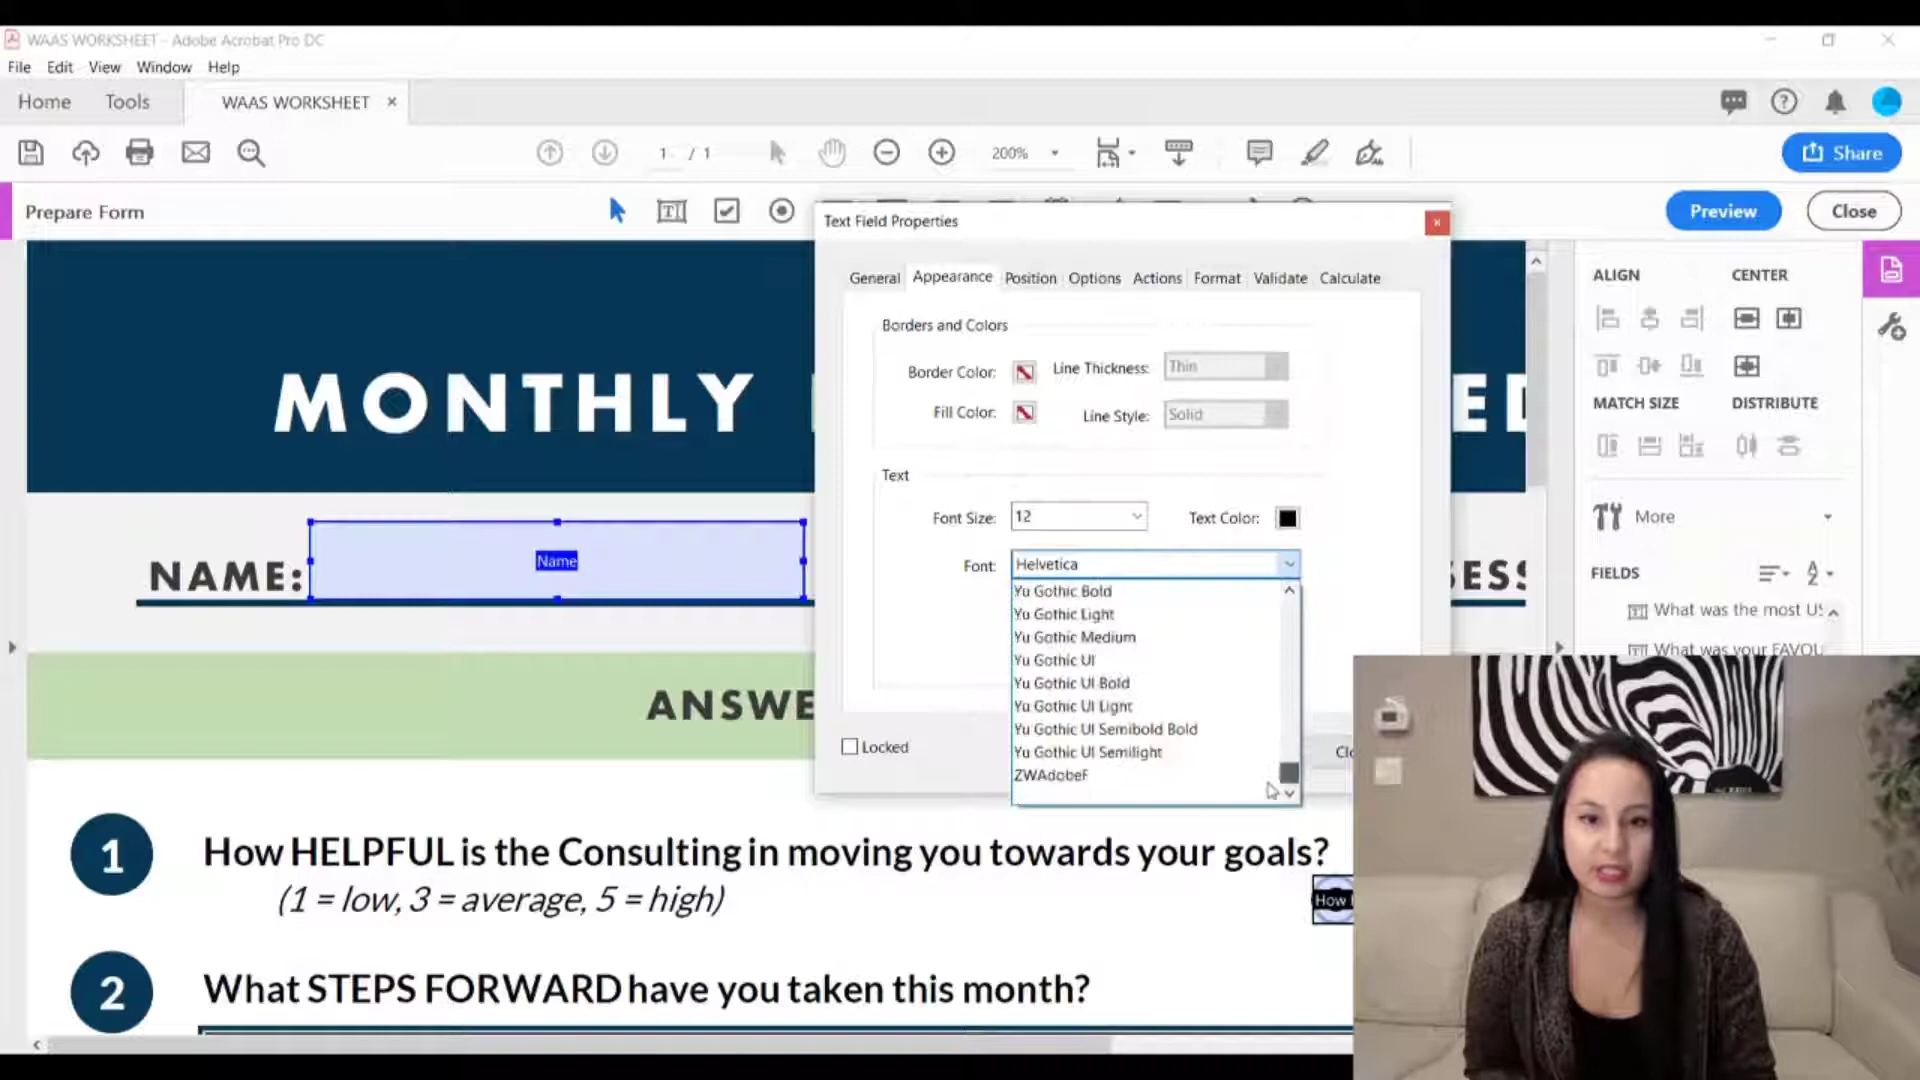 WAAS WORKSHEET - Adobe Acrobat Pro DC
File Edit View Window Help
Home Tools WAAS WORKSHEET ×
1 / 1 200% Share
Prepare Form Preview Close
Text Field Properties
General Appearance Position Options Actions Format Validate Calculate
Borders and Colors
Border Color: Line Thickness: Thin
Fill Color: Line Style: Solid
Text
Font Size: 12 Text Color:
Font: Helvetica
Yu Gothic Bold
Yu Gothic Light
Yu Gothic Medium
Yu Gothic UI
Yu Gothic UI Bold
Yu Gothic UI Light
Yu Gothic UI Semibold Bold
Yu Gothic UI Semilight
ZWAdobeF
Locked Clo
ALIGN CENTER
MATCH SIZE DISTRIBUTE
More
FIELDS
What was the most US
What was your FAVOU
MONTHLY ED
NAME: Name SESS
ANSWE
1 How HELPFUL is the Consulting in moving you towards your goals?
(1 = low, 3 = average, 5 = high)
How
2 What STEPS FORWARD have you taken this month?